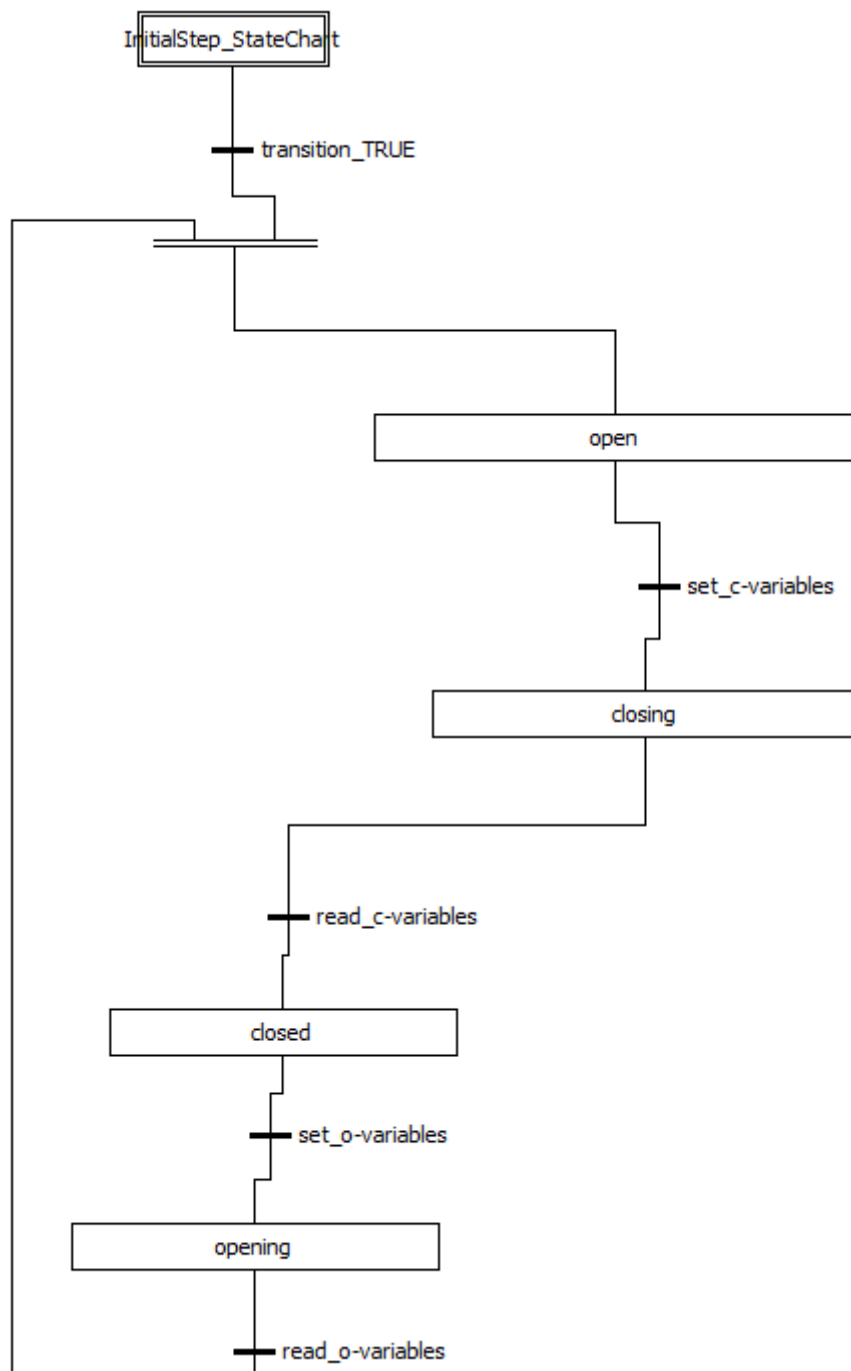 InitialStep_StateChart
transition_TRUE
open
set_c-variables
closing
read_c-variables
closed
set_o-variables
opening
read_o-variables